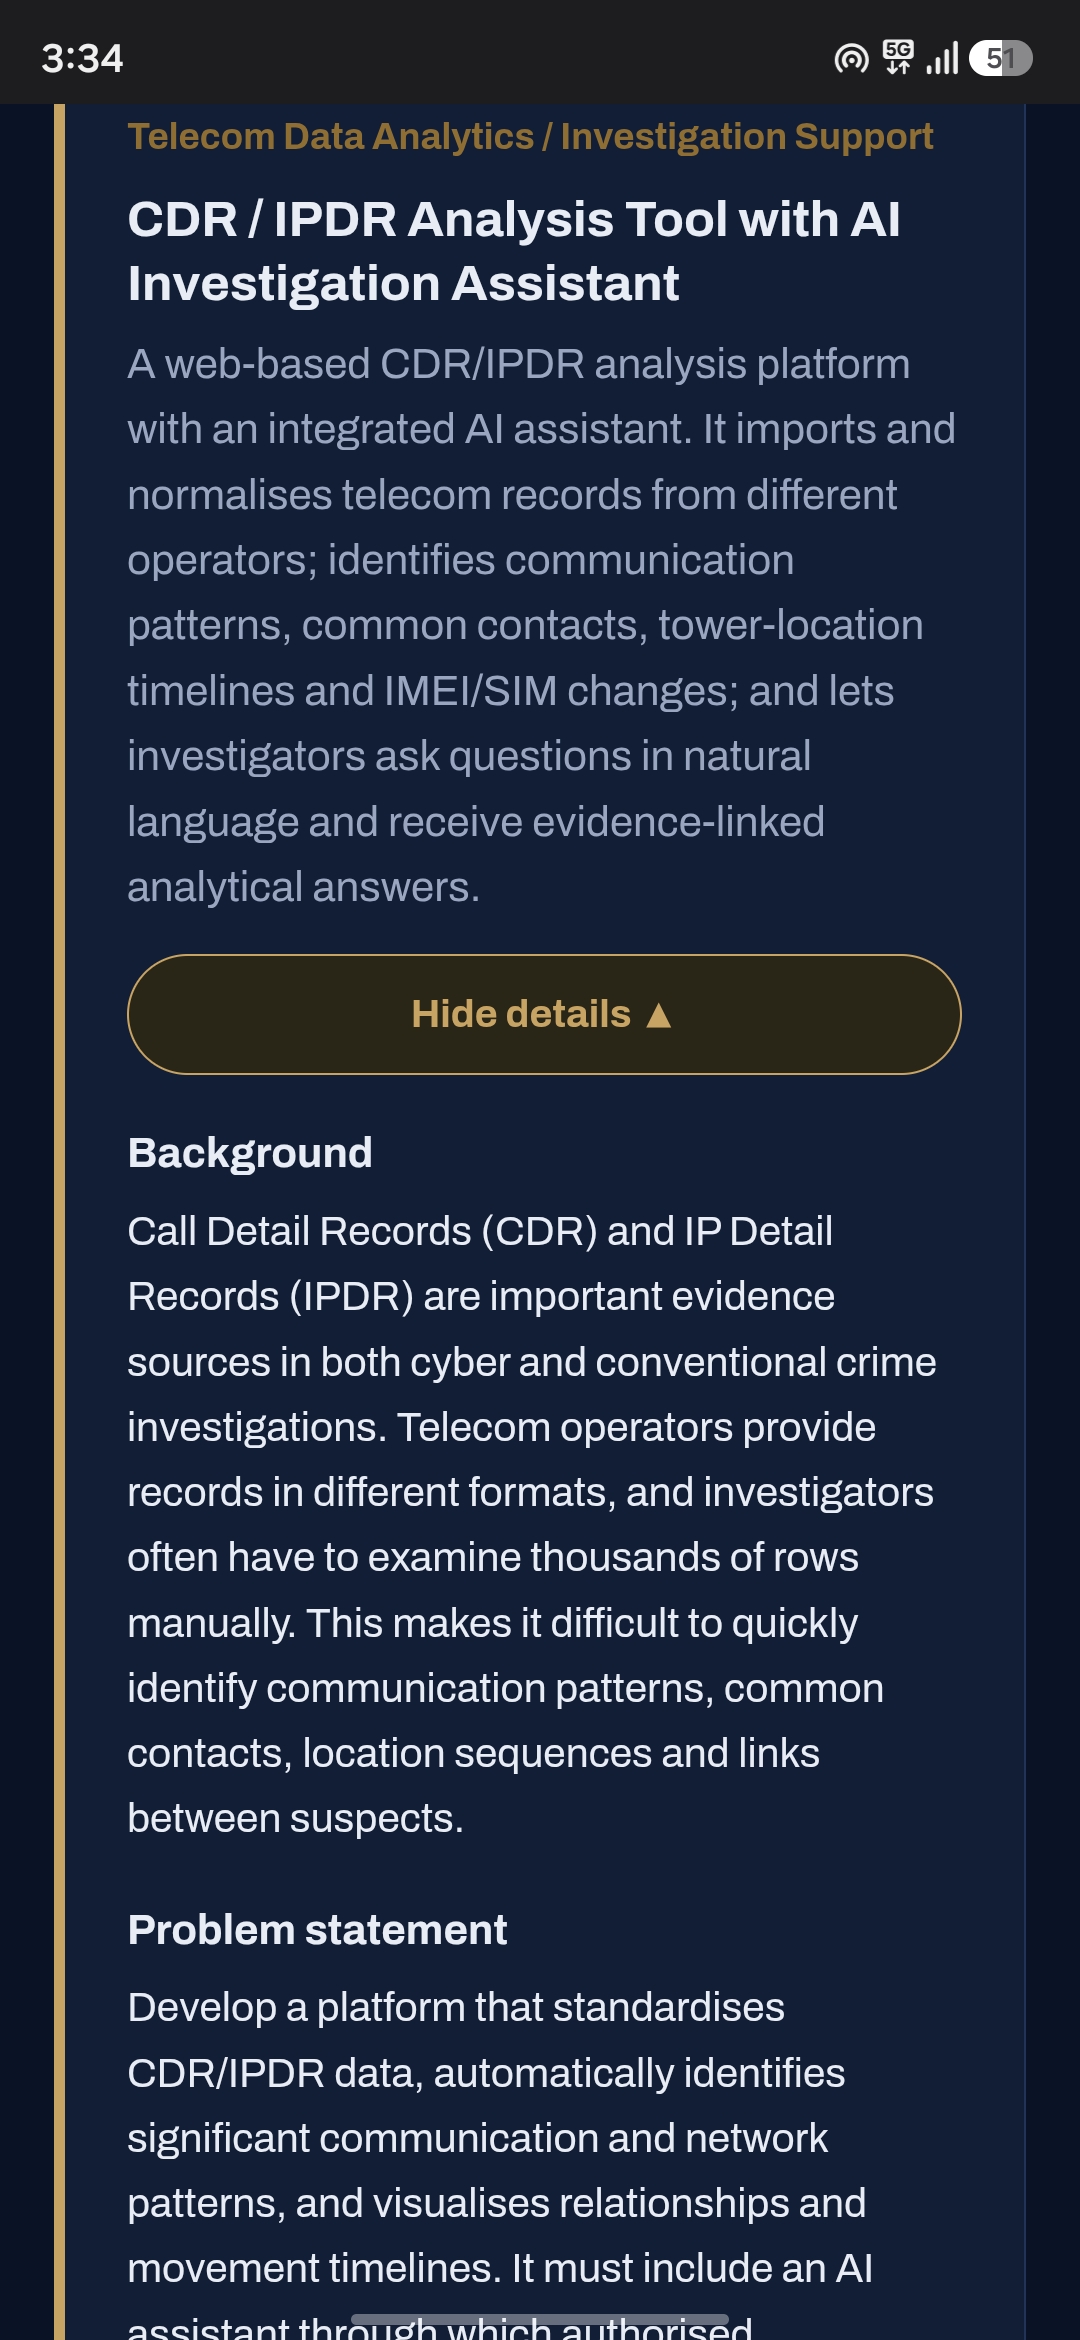 3:34
5G
51
Telecom Data Analytics / Investigation Support
CDR / IPDR Analysis Tool with AI
Investigation Assistant
A web-based CDR/IPDR analysis platform
with an integrated AI assistant. It imports and
normalises telecom records from different
operators; identifies communication
patterns, common contacts, tower-location
timelines and IMEI/SIM changes; and lets
investigators ask questions in natural
language and receive evidence-linked
analytical answers.
Hide details ▲
Background
Call Detail Records (CDR) and IP Detail
Records (IPDR) are important evidence
sources in both cyber and conventional crime
investigations. Telecom operators provide
records in different formats, and investigators
often have to examine thousands of rows
manually. This makes it difficult to quickly
identify communication patterns, common
contacts, location sequences and links
between suspects.
Problem statement
Develop a platform that standardises
CDR/IPDR data, automatically identifies
significant communication and network
patterns, and visualises relationships and
movement timelines. It must include an AI
assistant through which authorised